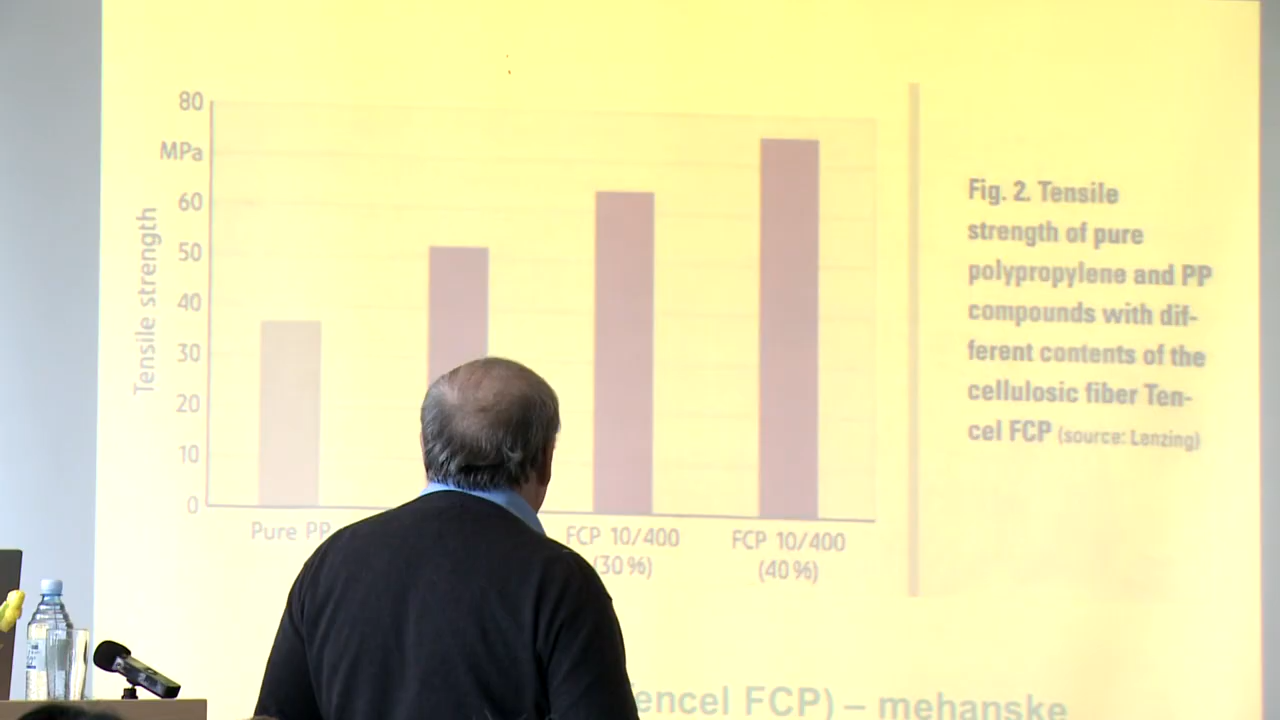 80
MPa
60
50
40
30
20
10
0
Tensile strength
Pure PP
FCP 10/400
(30%)
FCP 10/400
(40%)
Fig. 2. Tensile
strength of pure
polypropylene and PP
compounds with dif-
ferent contents of the
cellulosic fiber Ten-
cel FCP (source: Lenzing)
encel FCP) – mehanske